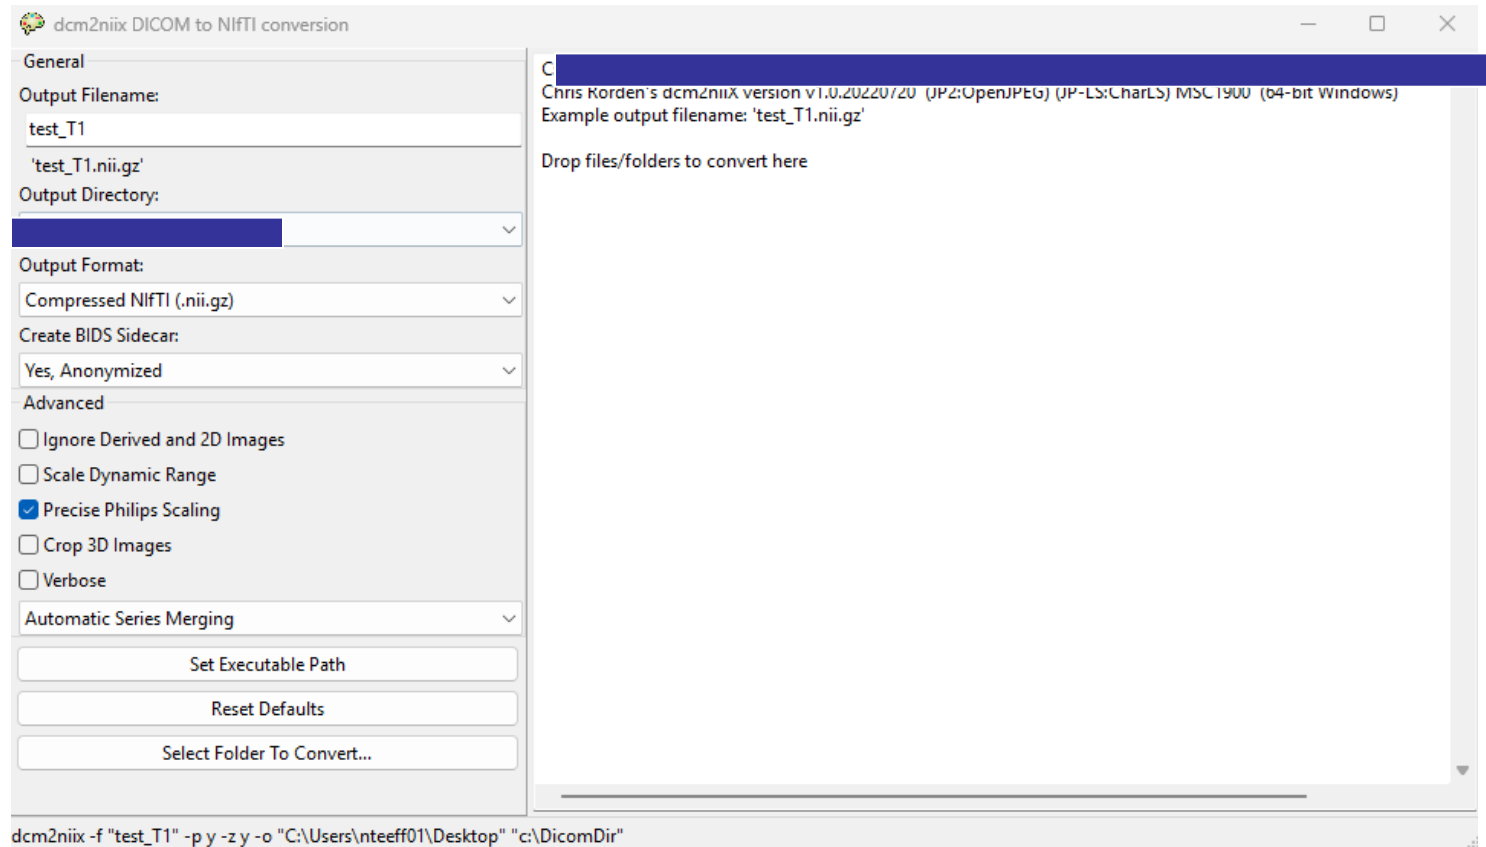 dcm2niix DICOM to NIfTI conversion
General
Output Filename:
test_T1
'test_T1.nii.gz'
Output Directory:
Output Format:
Compressed NIfTI (.nii.gz)
Create BIDS Sidecar:
Yes, Anonymized
Advanced
Ignore Derived and 2D Images
Scale Dynamic Range
Precise Philips Scaling
Crop 3D Images
Verbose
Automatic Series Merging
Set Executable Path
Reset Defaults
Select Folder To Convert...
C
Chris Rorden's dcm2niiX version v1.0.20220720 (JP2:OpenJPEG) (JP-LS:CharLS) MSC1900 (64-bit Windows)
Example output filename: 'test_T1.nii.gz'
Drop files/folders to convert here
dcm2niix -f "test_T1" -p y -z y -o "C:\Users\nteeff01\Desktop" "c:\DicomDir"